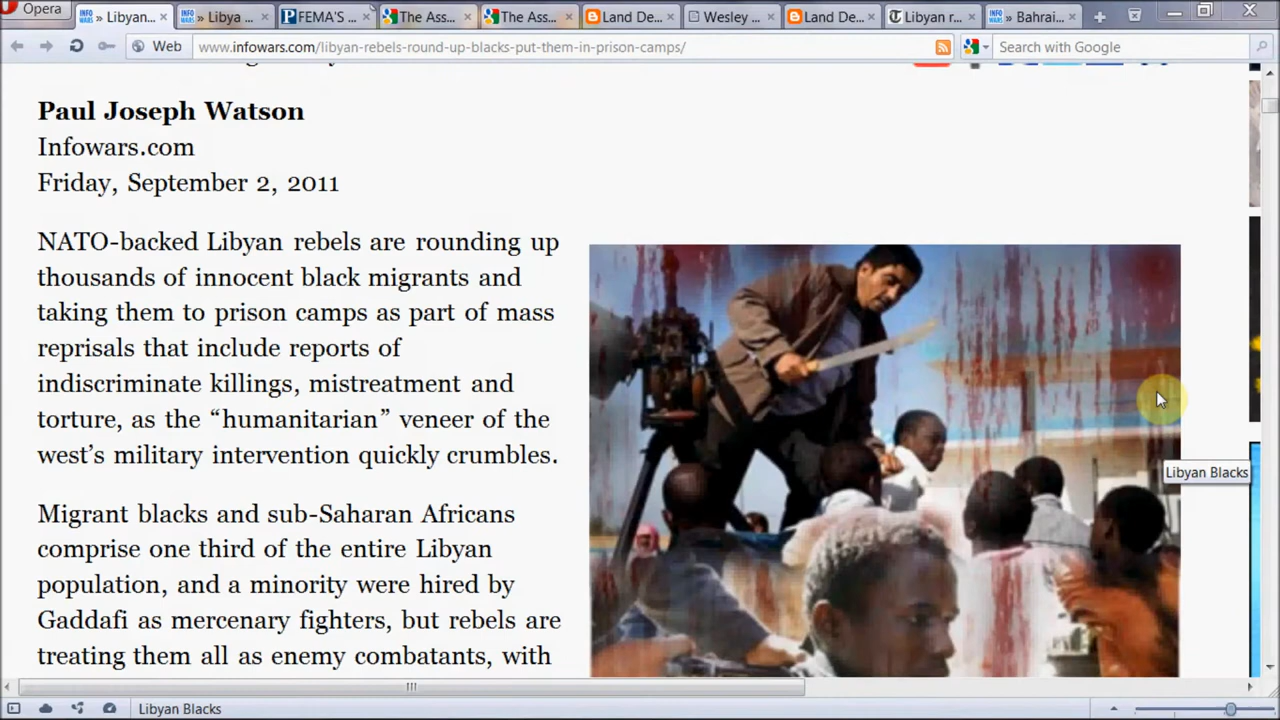 Opera
» Libyan...
» Libya ...
FEMA'S ...
The Ass...
The Ass...
Land De...
Wesley ...
Land De...
Libyan r...
» Bahrai...
Web
www.infowars.com/libyan-rebels-round-up-blacks-put-them-in-prison-camps/
Search with Google
Paul Joseph Watson
Infowars.com
Friday, September 2, 2011
NATO-backed Libyan rebels are rounding up
thousands of innocent black migrants and
taking them to prison camps as part of mass
reprisals that include reports of
indiscriminate killings, mistreatment and
torture, as the “humanitarian” veneer of the
west’s military intervention quickly crumbles.
Migrant blacks and sub-Saharan Africans
comprise one third of the entire Libyan
population, and a minority were hired by
Gaddafi as mercenary fighters, but rebels are
treating them all as enemy combatants, with
Libyan Blacks
Libyan Blacks